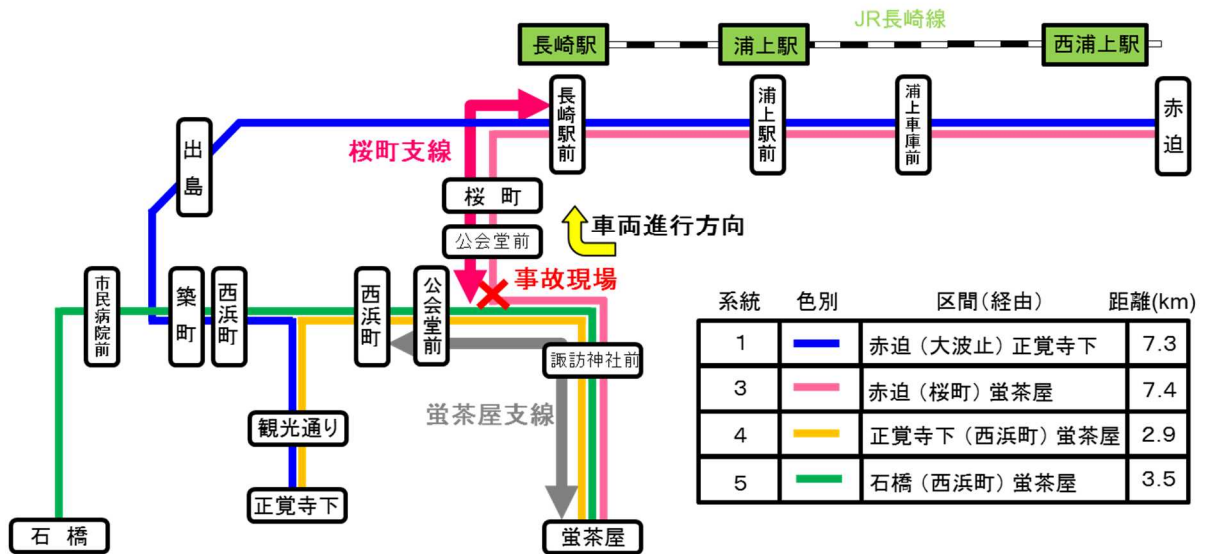 JR長崎線
長崎駅
浦上駅
西浦上駅
長崎駅前
浦上駅前
浦上車庫前
赤迫
出島
桜町支線
桜町
公会堂前
車両進行方向
事故現場
市民病院前
築町
西浜町
西浜町
公会堂前
諏訪神社前
蛍茶屋支線
観光通り
正覚寺下
石橋
蛍茶屋
系統 色別 区間(経由) 距離(km)
1 赤迫(大波止)正覚寺下 7.3
3 赤迫(桜町)蛍茶屋 7.4
4 正覚寺下(西浜町)蛍茶屋 2.9
5 石橋(西浜町)蛍茶屋 3.5